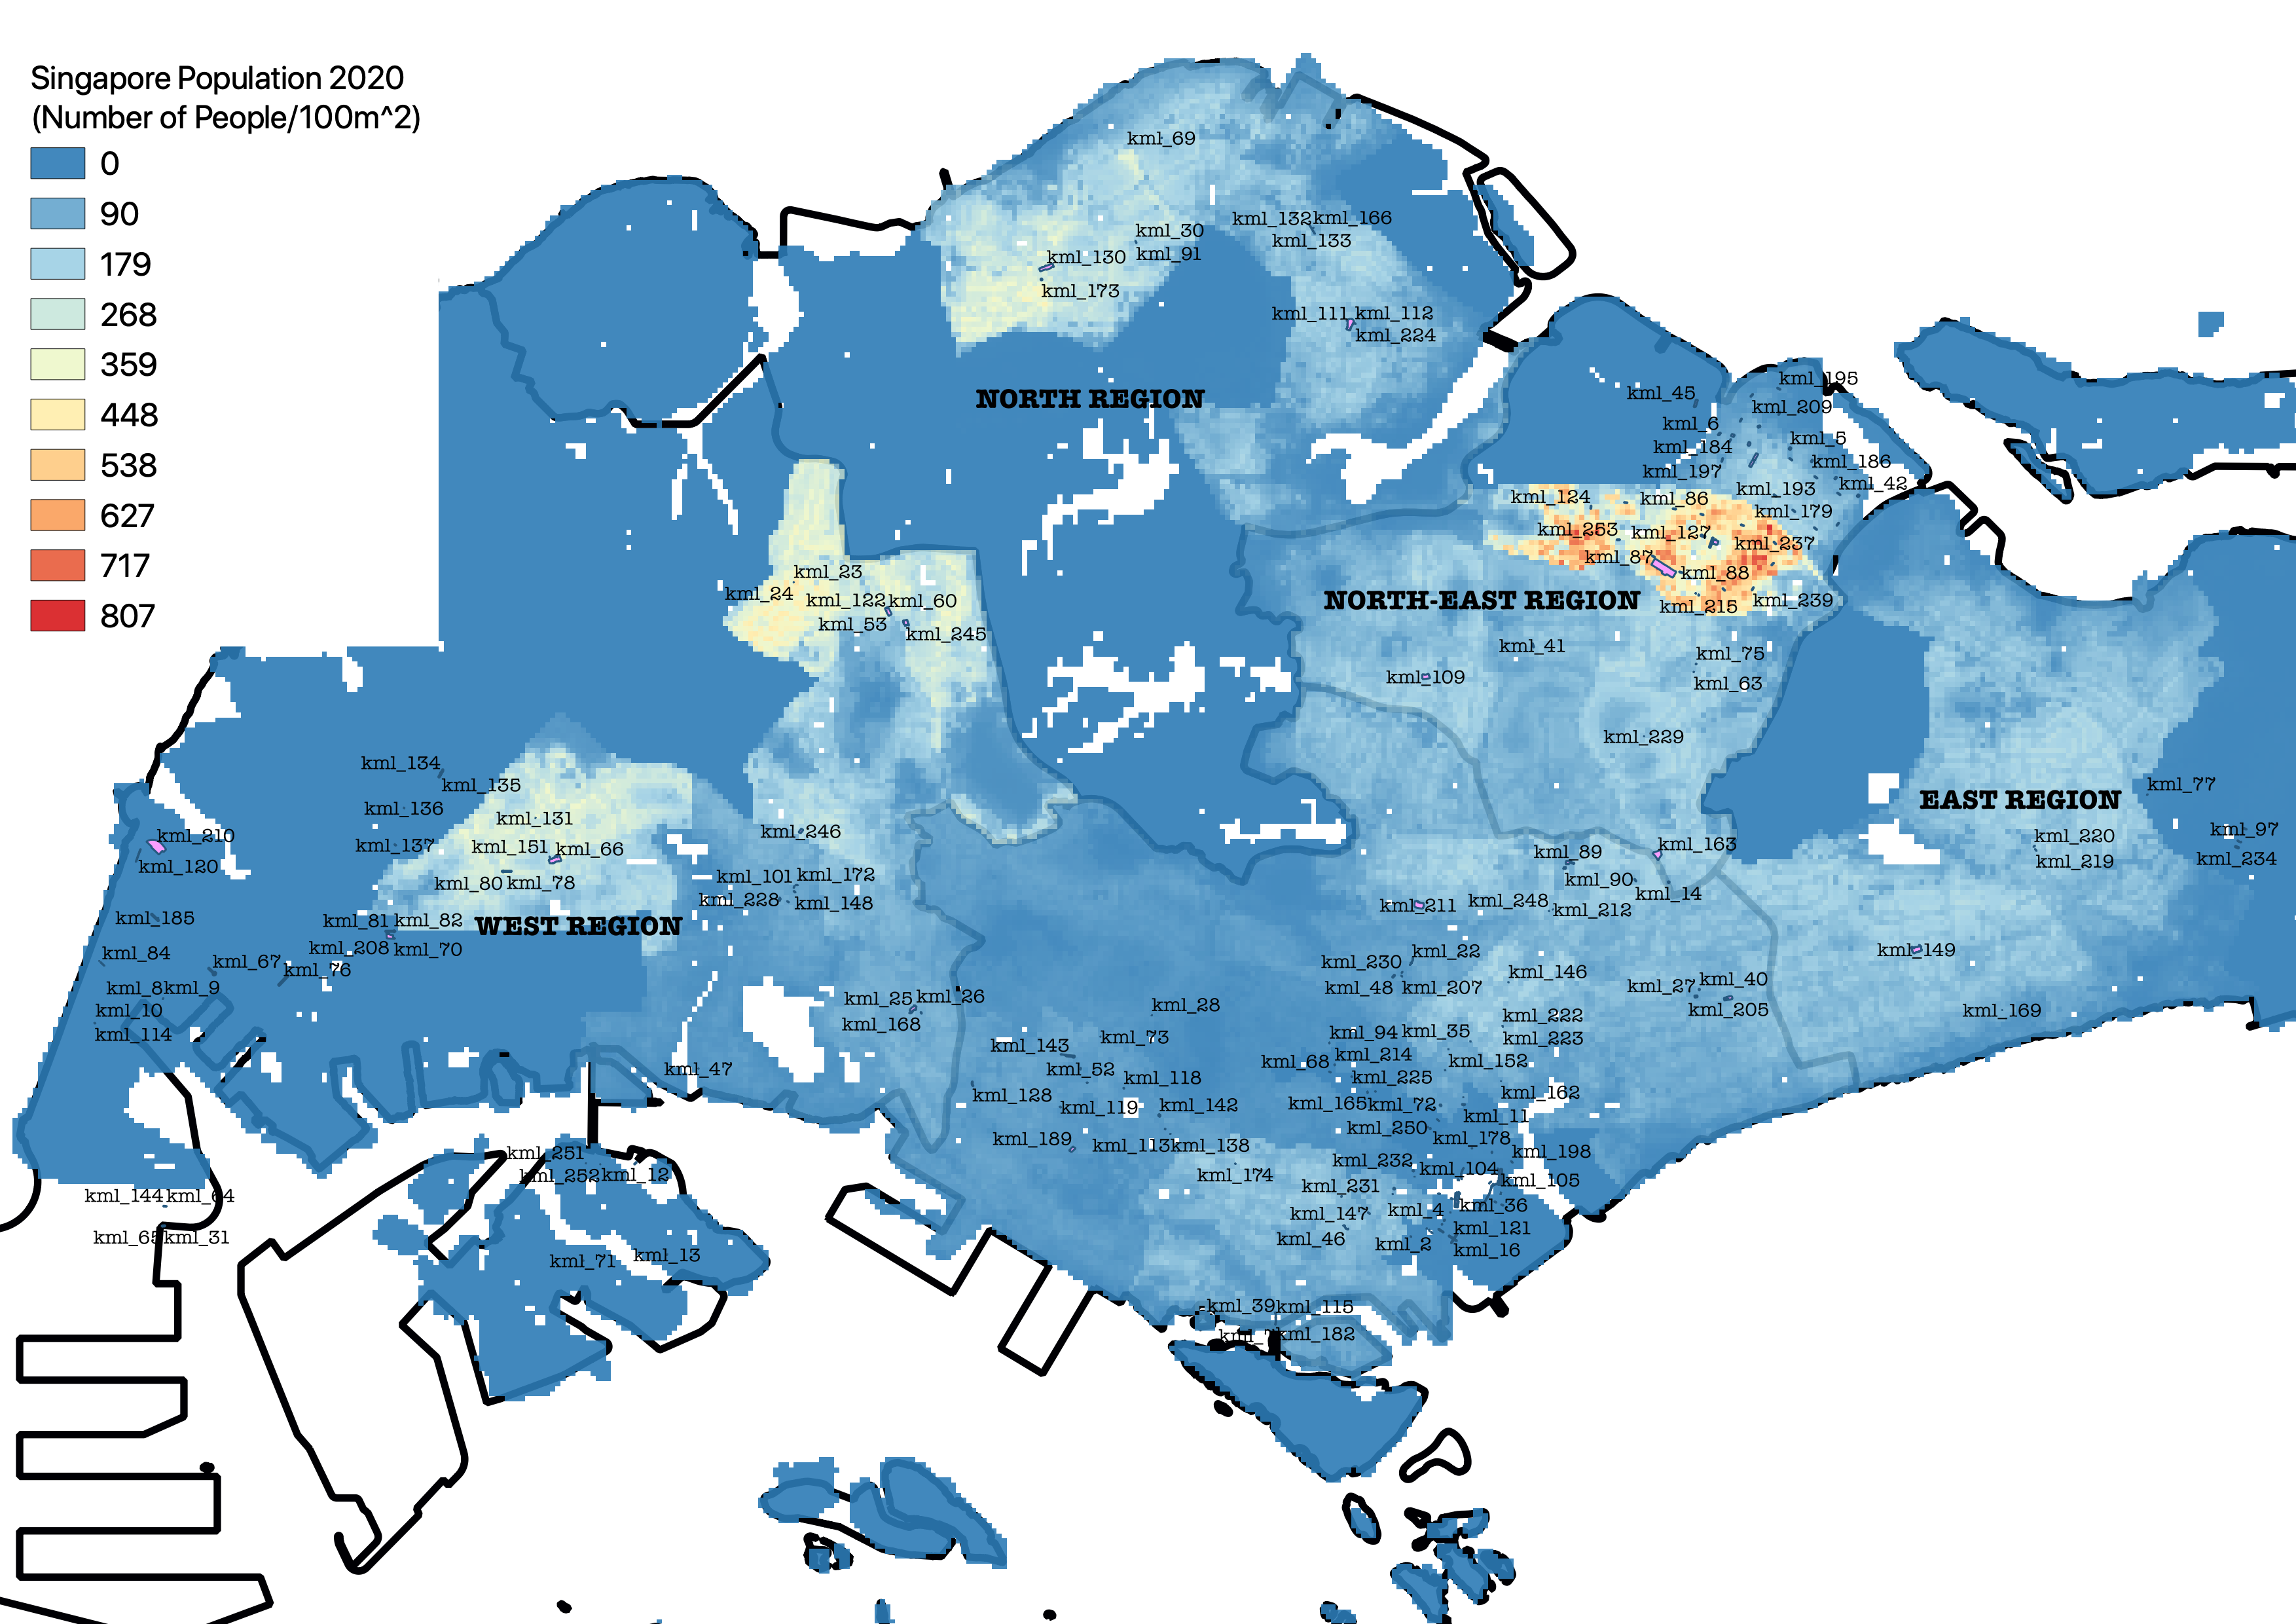 Singapore Population 2020
(Number of People/100m^2)
0
90
179
268
359
448
538
627
717
807
kml_69
kml_132 kml_166
kml_30
kml_133
kml_130 kml_91
kml_173
kml_111 kml_112
kml_224
NORTH REGION
kml_195
kml_45
kml_209
kml_6
kml_5
kml_184
kml_186
kml_197
kml_42
kml_193
kml_124 kml_86
kml_179
kml_253 kml_127
kml_237
kml_87
kml_88
kml_215 kml_239
NORTH-EAST REGION
kml_23
kml_24 kml_122 kml_60
kml_53
kml_245
kml_41
kml_75
kml_109
kml_63
kml_229
kml_134
kml_135
kml_136
kml_131
kml_137 kml_151 kml_66
kml_80 kml_78
kml_210
kml_120
kml_246
kml_101 kml_172
kml_228 kml_148
WEST REGION
kml_185
kml_81 kml_82
kml_84
kml_208 kml_70
kml_67
kml_76
kml_8 kml_9
kml_10
kml_114
kml_77
EAST REGION
kml_97
kml_220
kml_234
kml_219
kml_163
kml_89
kml_90
kml_14
kml_211 kml_248
kml_212
kml_149
kml_22
kml_230
kml_146
kml_48 kml_207
kml_27 kml_40
kml_205
kml_169
kml_25 kml_26
kml_168
kml_28
kml_73
kml_143
kml_52
kml_118
kml_47
kml_128
kml_119 kml_142
kml_189
kml_113 kml_138
kml_174
kml_222
kml_94 kml_35
kml_223
kml_68 kml_214
kml_152
kml_225
kml_162
kml_165 kml_72
kml_11
kml_250
kml_178
kml_198
kml_232
kml_104
kml_105
kml_231
kml_36
kml_147 kml_4
kml_121
kml_46 kml_2
kml_16
kml_251
kml_252 kml_12
kml_144 kml_64
kml_65 kml_31
kml_71 kml_13
kml_39 kml_115
kml_182